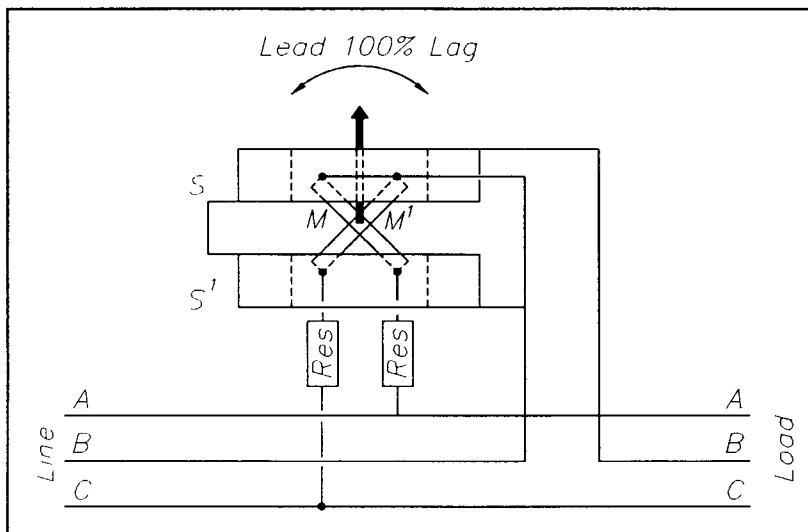 Lead 100% Lag
S
M M¹
S¹
Res Res
A A
B B
C C
Line
Load